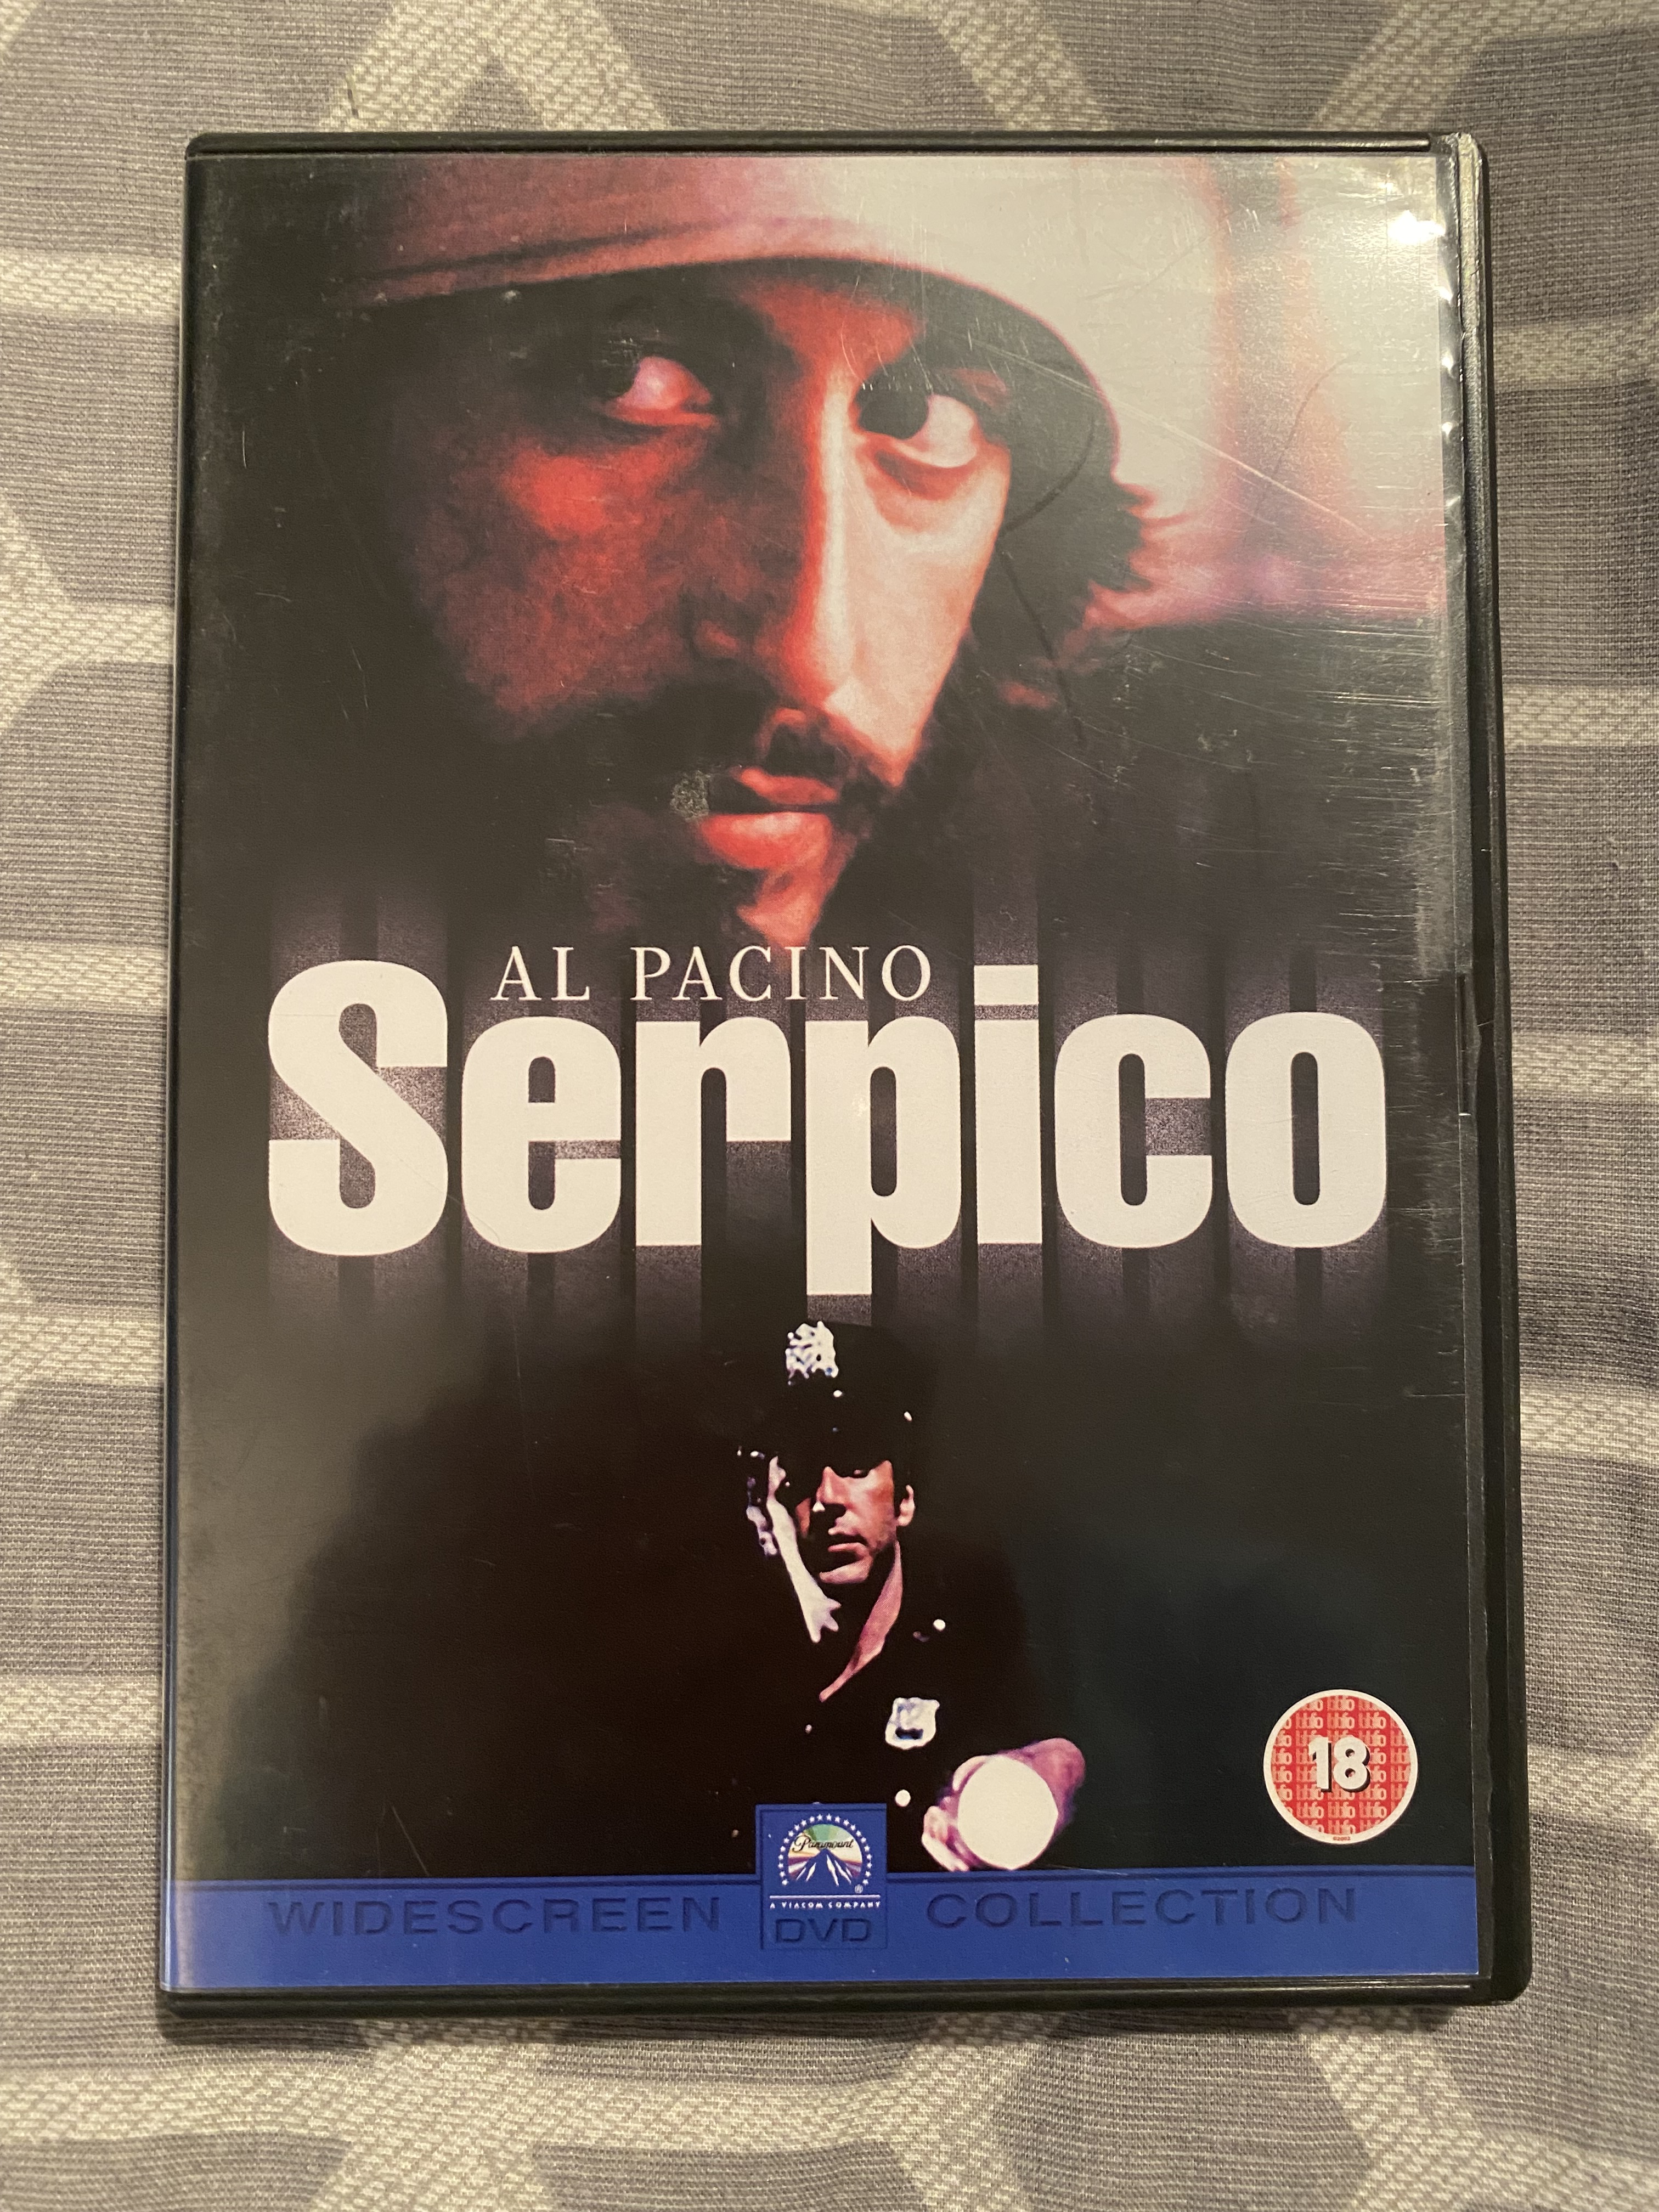 AL PACINO
Serpico
18
Paramount
®
A VIACOM COMPANY
WIDESCREEN DVD COLLECTION